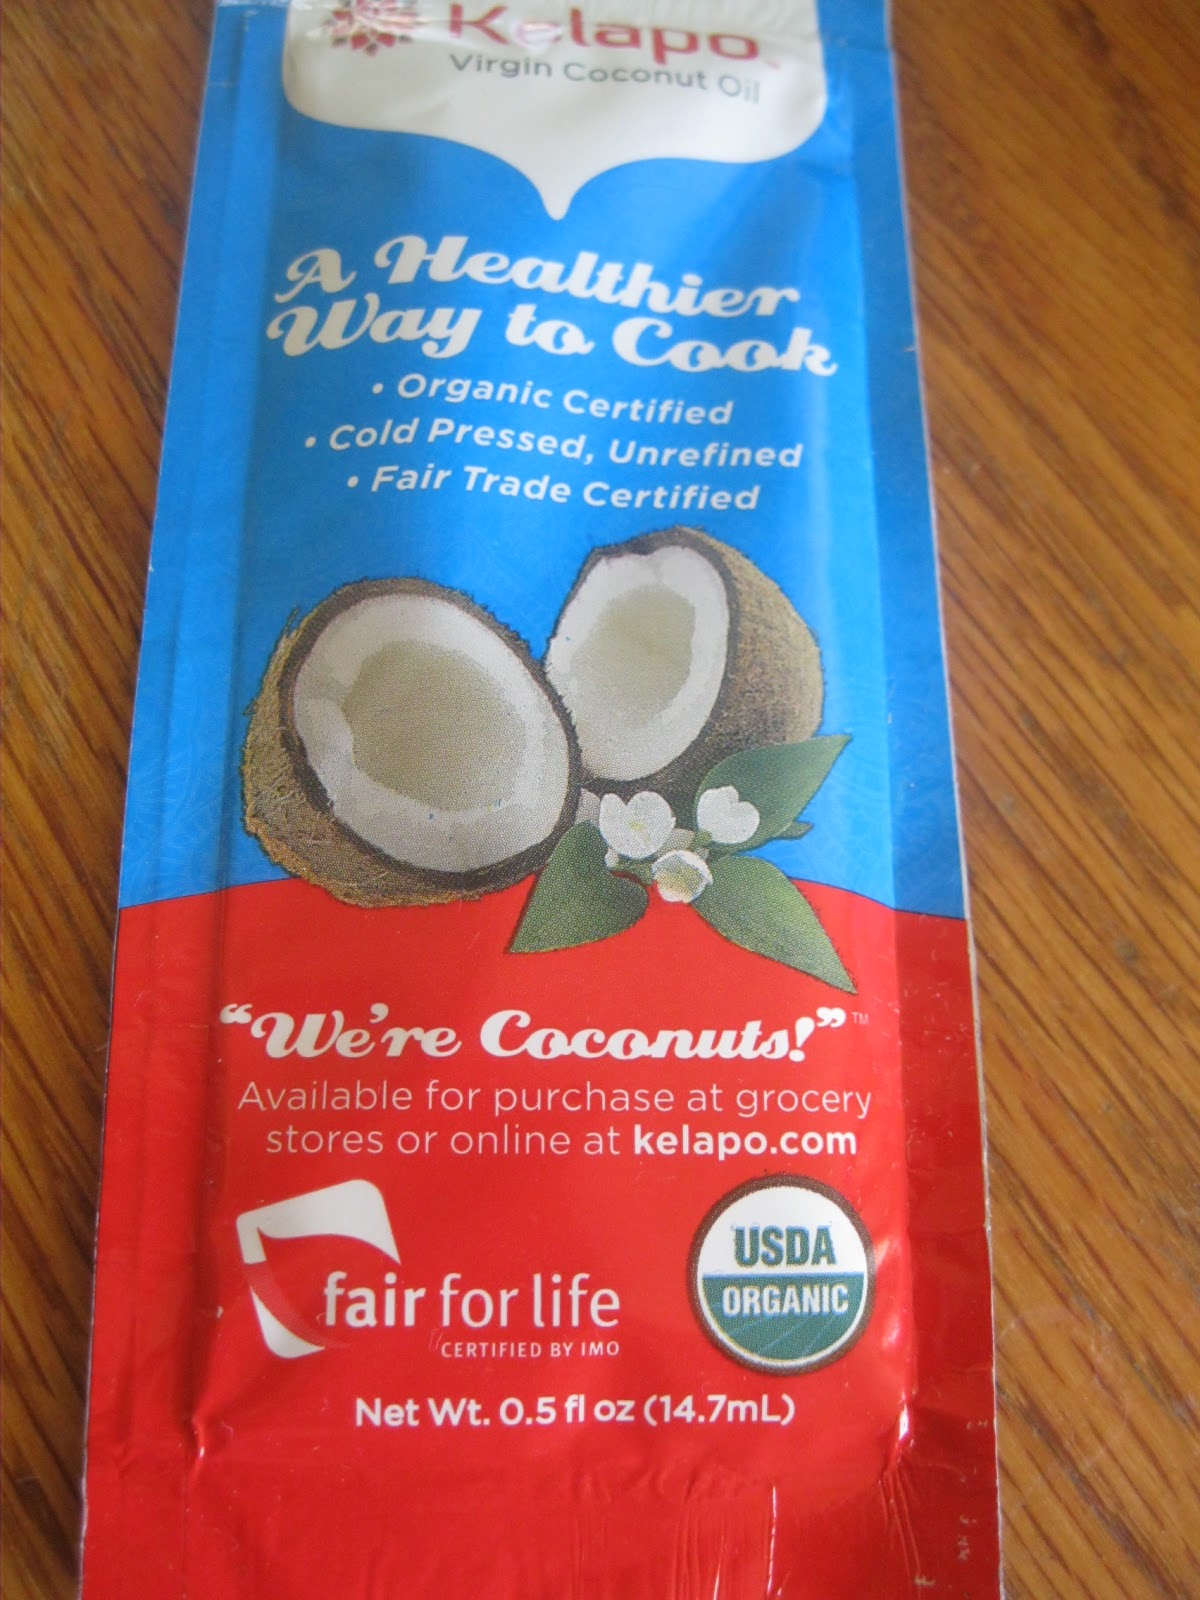 Kelapo™
Virgin Coconut Oil
A Healthier
Way to Cook
• Organic Certified
• Cold Pressed, Unrefined
• Fair Trade Certified
“We're Coconuts!”™
Available for purchase at grocery
stores or online at kelapo.com
fair for life
CERTIFIED BY IMO
USDA
ORGANIC
Net Wt. 0.5 fl oz (14.7mL)